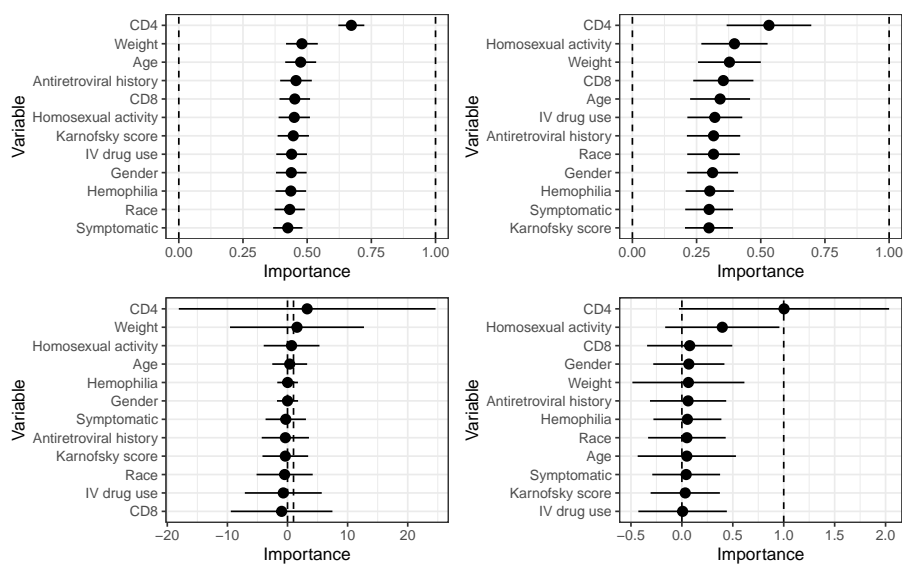 CD4
Weight
Age
Antiretroviral history
CD8
Homosexual activity
Karnofsky score
IV drug use
Gender
Hemophilia
Race
Symptomatic
Variable
0.00 0.25 0.50 0.75 1.00
Importance
CD4
Homosexual activity
Weight
CD8
Age
IV drug use
Antiretroviral history
Race
Gender
Hemophilia
Symptomatic
Karnofsky score
Variable
0.00 0.25 0.50 0.75 1.00
Importance
CD4
Weight
Homosexual activity
Age
Hemophilia
Gender
Symptomatic
Antiretroviral history
Karnofsky score
Race
IV drug use
CD8
Variable
−20 −10 0 10 20
Importance
CD4
Homosexual activity
CD8
Gender
Weight
Antiretroviral history
Hemophilia
Race
Age
Symptomatic
Karnofsky score
IV drug use
Variable
−0.5 0.0 0.5 1.0 1.5 2.0
Importance